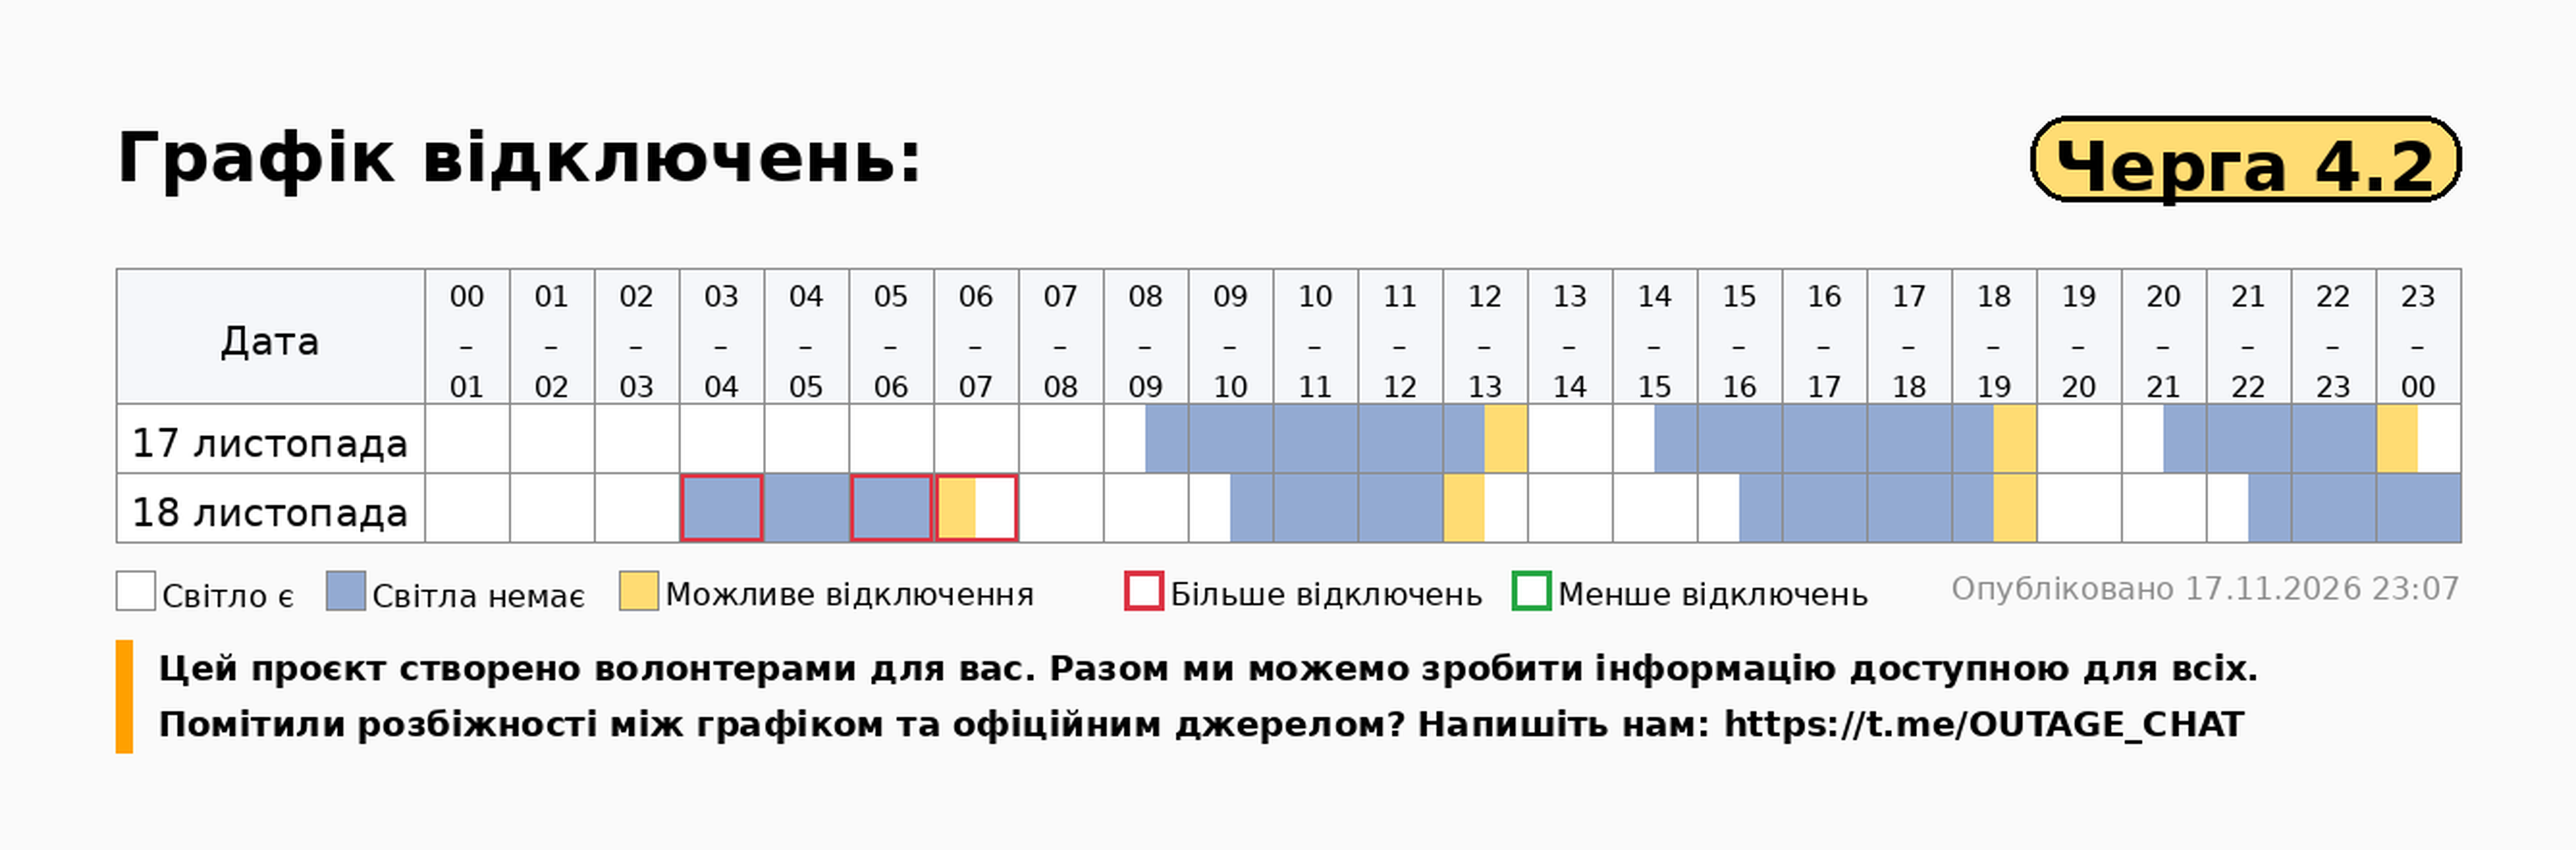 Графік відключень:
Черга 4.2
Дата
00 – 01
01 – 02
02 – 03
03 – 04
04 – 05
05 – 06
06 – 07
07 – 08
08 – 09
09 – 10
10 – 11
11 – 12
12 – 13
13 – 14
14 – 15
15 – 16
16 – 17
17 – 18
18 – 19
19 – 20
20 – 21
21 – 22
22 – 23
23 – 00
17 листопада
18 листопада
Світло є
Світла немає
Можливе відключення
Більше відключень
Менше відключень
Опубліковано 17.11.2026 23:07
Цей проєкт створено волонтерами для вас. Разом ми можемо зробити інформацію доступною для всіх.
Помітили розбіжності між графіком та офіційним джерелом? Напишіть нам: https://t.me/OUTAGE_CHAT